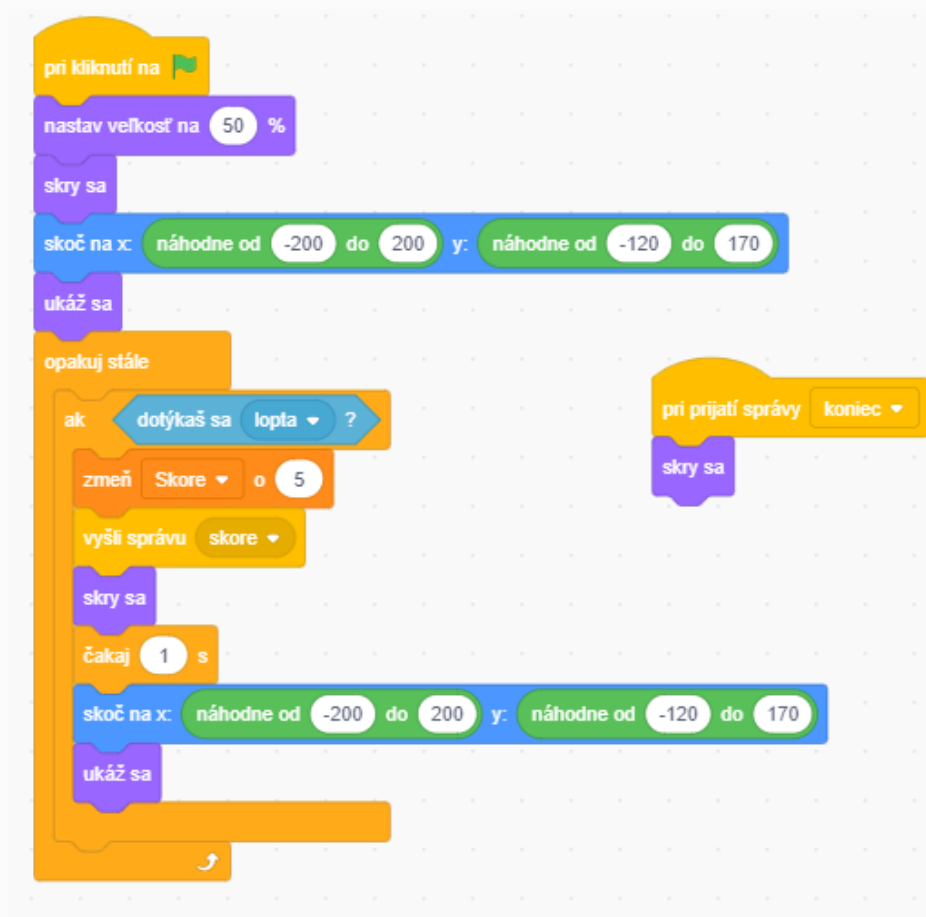 pri kliknutí na
nastav veľkosť na 50 %
skry sa
skoč na x: náhodne od -200 do 200 y: náhodne od -120 do 170
ukáž sa
opakuj stále
ak dotýkaš sa lopta ?
zmeň Skore o 5
vyšli správu skore
skry sa
čakaj 1 s
skoč na x: náhodne od -200 do 200 y: náhodne od -120 do 170
ukáž sa
pri prijatí správy koniec
skry sa